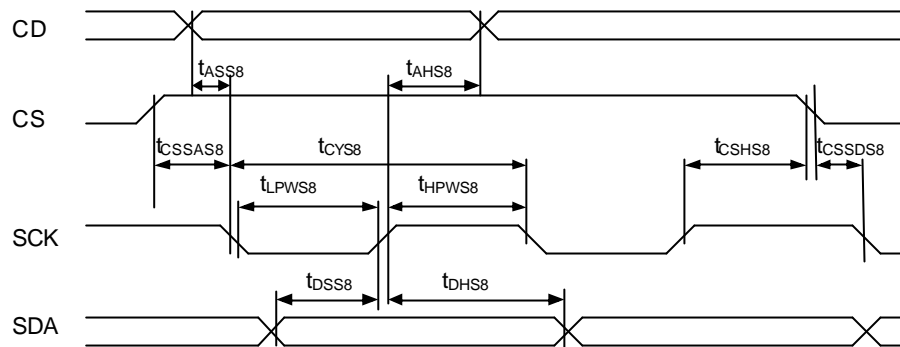 CD
tASS8 tAHS8
CS
tCSSAS8 tCYS8 tCSHS8 tCSSDS8
tLPWS8 tHPWS8
SCK
tDSS8 tDHS8
SDA